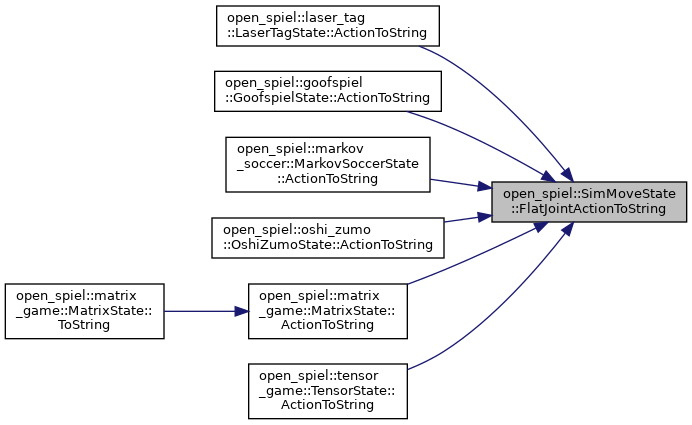 open_spiel::laser_tag
::LaserTagState::ActionToString
open_spiel::goofspiel
::GoofspielState::ActionToString
open_spiel::markov
_soccer::MarkovSoccerState
::ActionToString
open_spiel::SimMoveState
::FlatJointActionToString
open_spiel::oshi_zumo
::OshiZumoState::ActionToString
open_spiel::matrix
_game::MatrixState::
ToString
open_spiel::matrix
_game::MatrixState::
ActionToString
open_spiel::tensor
_game::TensorState::
ActionToString